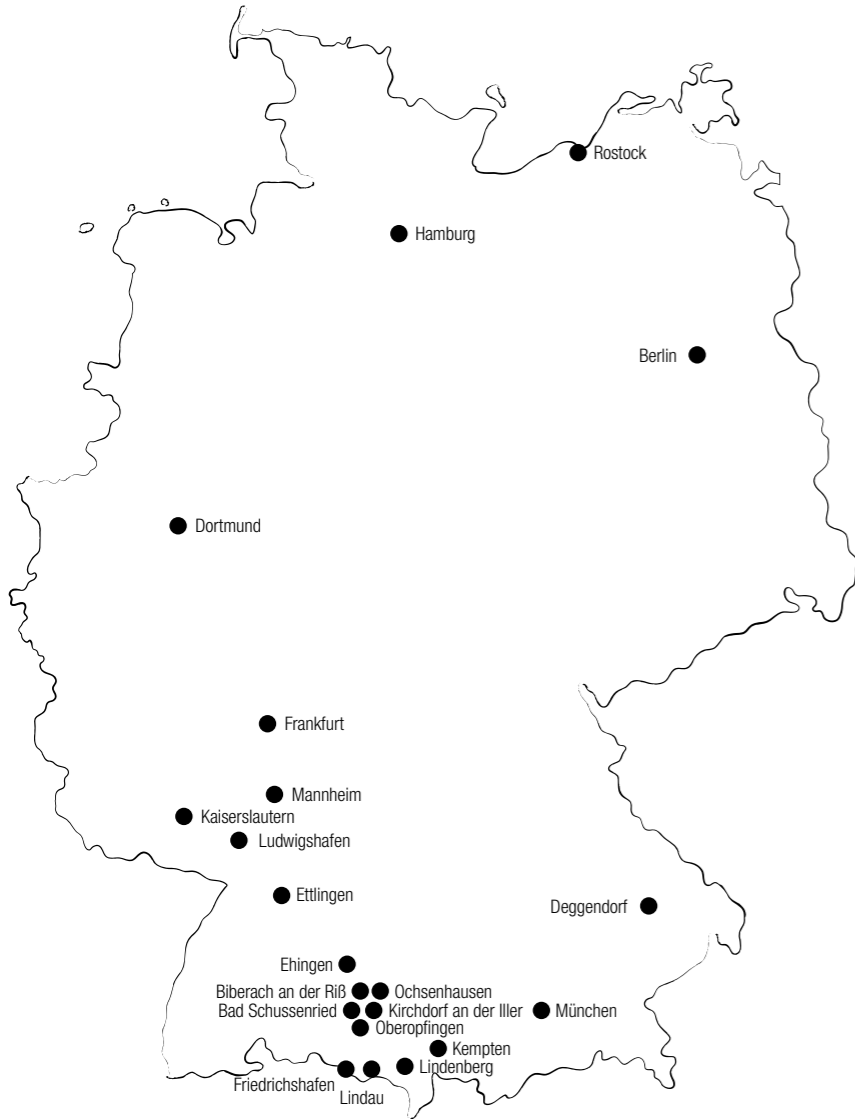 Rostock
Hamburg
Berlin
Dortmund
Frankfurt
Mannheim
Kaiserslautern
Ludwigshafen
Ettlingen
Deggendorf
Ehingen
Biberach an der Riß
Ochsenhausen
Bad Schussenried
Kirchdorf an der Iller
München
Oberopfingen
Kempten
Lindenberg
Friedrichshafen
Lindau